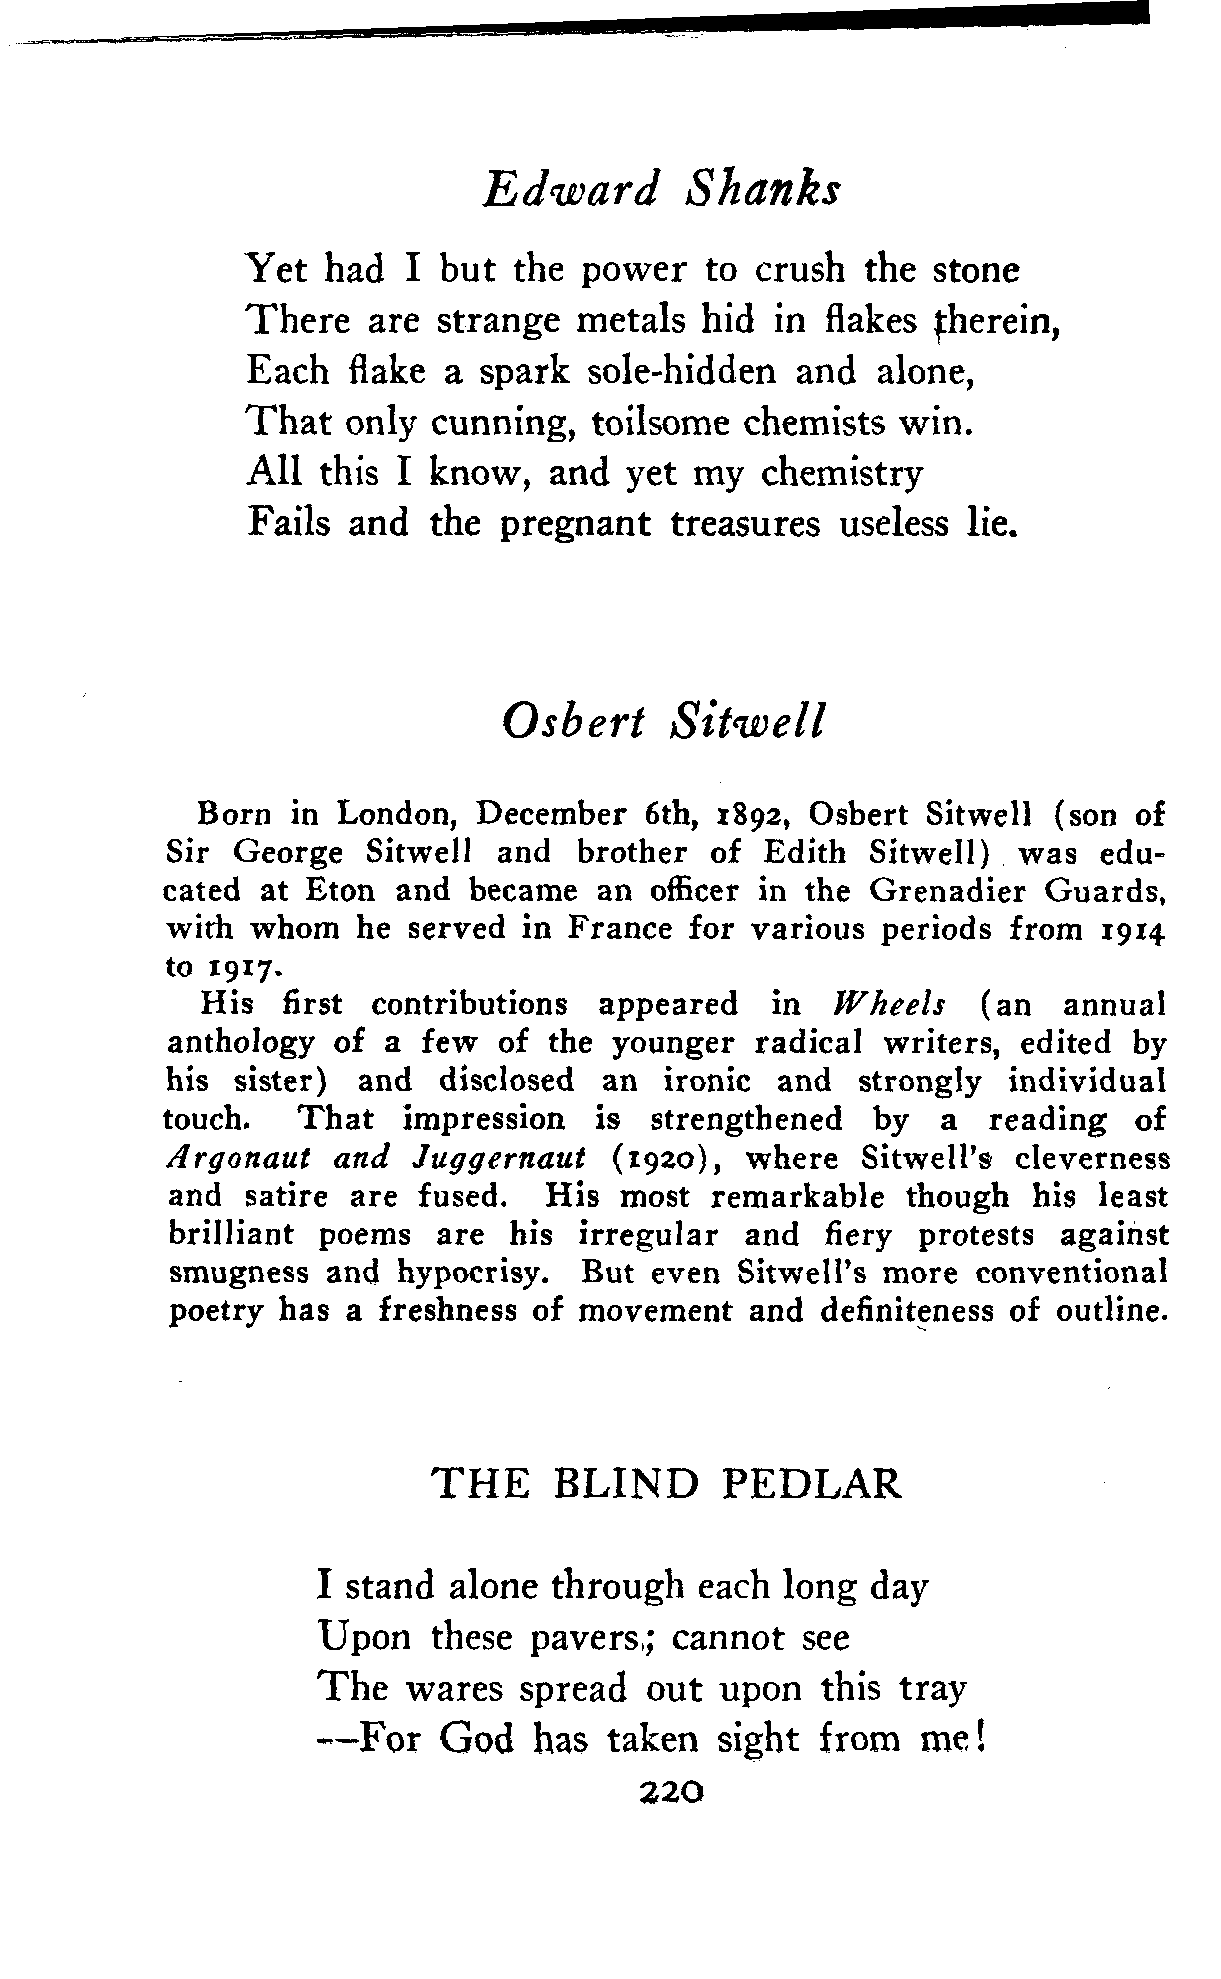 Edward Shanks
Yet had I but the power to crush the stone
There are strange metals hid in flakes therein,
Each flake a spark sole-hidden and alone,
That only cunning, toilsome chemists win.
All this I know, and yet my chemistry
Fails and the pregnant treasures useless lie.
Osbert Sitwell
Born in London, December 6th, 1892, Osbert Sitwell (son of
Sir George Sitwell and brother of Edith Sitwell) was edu-
cated at Eton and became an officer in the Grenadier Guards,
with whom he served in France for various periods from 1914
to 1917.
His first contributions appeared in Wheels (an annual
anthology of a few of the younger radical writers, edited by
his sister) and disclosed an ironic and strongly individual
touch. That impression is strengthened by a reading of
Argonaut and Juggernaut (1920), where Sitwell's cleverness
and satire are fused. His most remarkable though his least
brilliant poems are his irregular and fiery protests against
smugness and hypocrisy. But even Sitwell's more conventional
poetry has a freshness of movement and definiteness of outline.
THE BLIND PEDLAR
I stand alone through each long day
Upon these pavers; cannot see
The wares spread out upon this tray
—For God has taken sight from me!
220